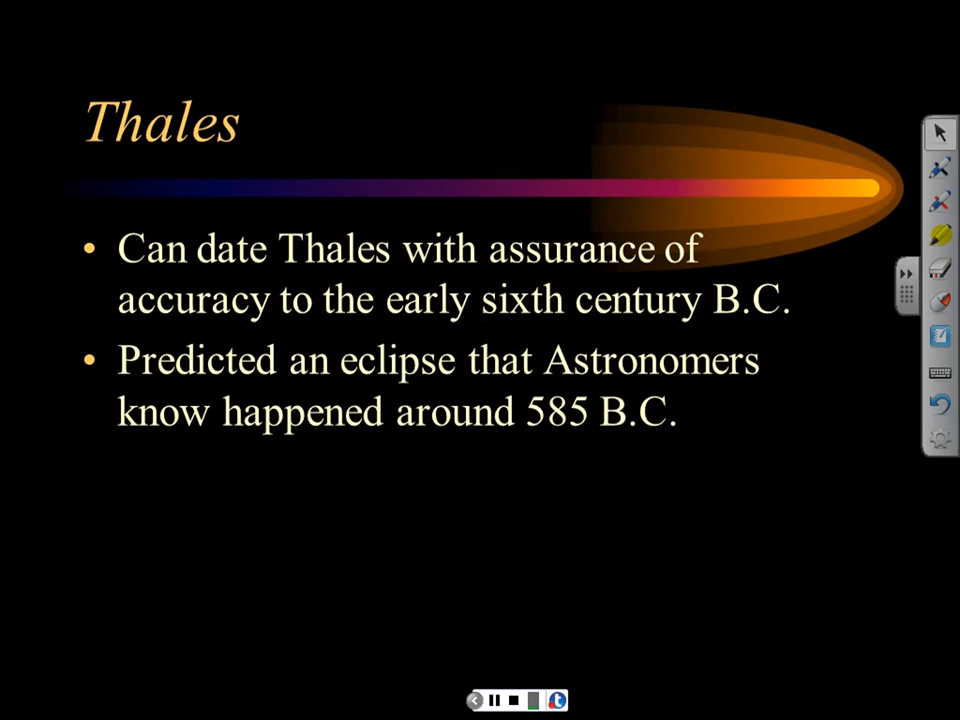 Thales
• Can date Thales with assurance of
accuracy to the early sixth century B.C.
• Predicted an eclipse that Astronomers
know happened around 585 B.C.